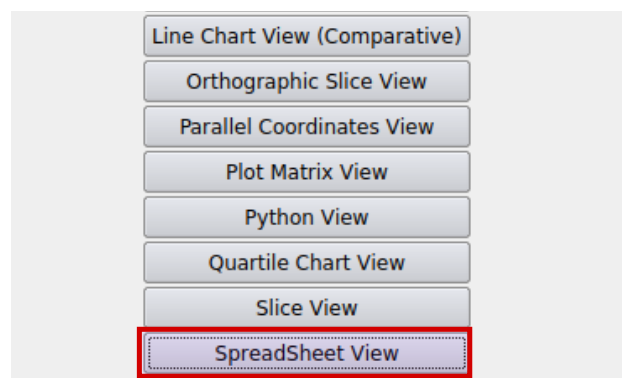 Line Chart View (Comparative)
Orthographic Slice View
Parallel Coordinates View
Plot Matrix View
Python View
Quartile Chart View
Slice View
SpreadSheet View